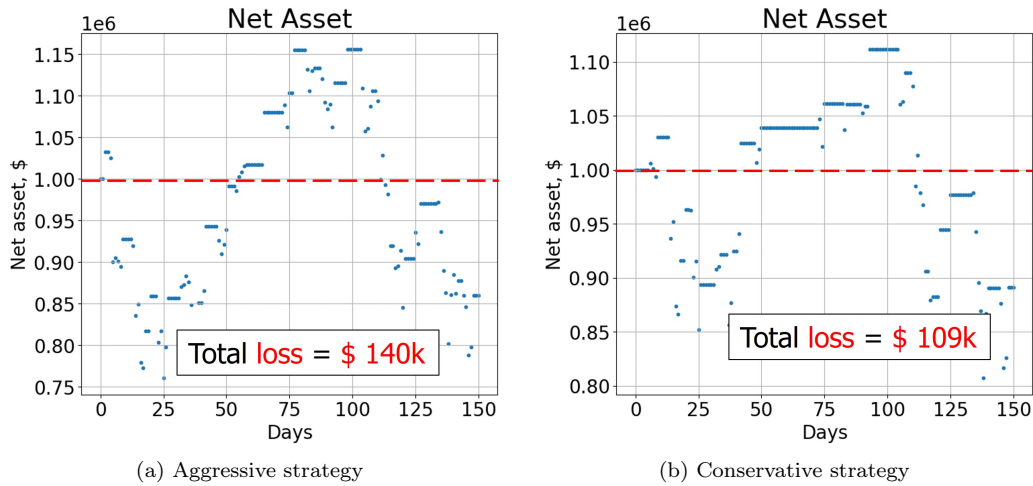 Net Asset
1e6
Net asset, $
1.15
1.10
1.05
1.00
0.95
0.90
0.85
0.80
0.75
Total loss = $ 140k
0 25 50 75 100 125 150
Days
(a) Aggressive strategy
Net Asset
1e6
Net asset, $
1.10
1.05
1.00
0.95
0.90
0.85
0.80
Total loss = $ 109k
0 25 50 75 100 125 150
Days
(b) Conservative strategy